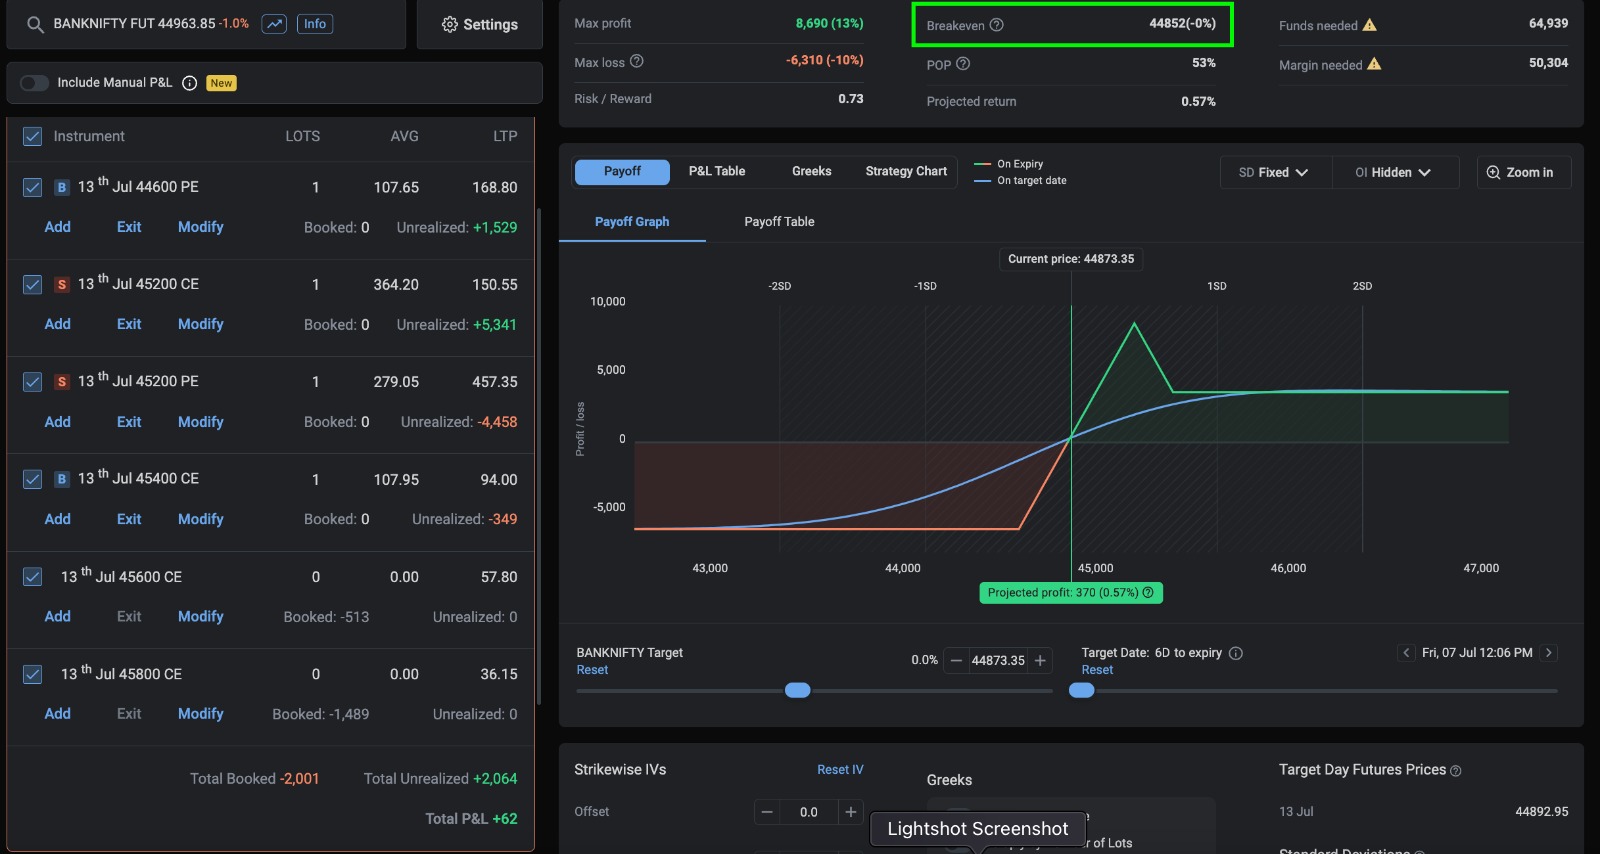 BANKNIFTY FUT 44963.85 -1.0% Info
Settings
Include Manual P&L New
Instrument LOTS AVG LTP
B 13 th Jul 44600 PE 1 107.65 168.80
Add Exit Modify Booked: 0 Unrealized: +1,529
S 13 th Jul 45200 CE 1 364.20 150.55
Add Exit Modify Booked: 0 Unrealized: +5,341
S 13 th Jul 45200 PE 1 279.05 457.35
Add Exit Modify Booked: 0 Unrealized: -4,458
B 13 th Jul 45400 CE 1 107.95 94.00
Add Exit Modify Booked: 0 Unrealized: -349
13 th Jul 45600 CE 0 0.00 57.80
Add Exit Modify Booked: -513 Unrealized: 0
13 th Jul 45800 CE 0 0.00 36.15
Add Exit Modify Booked: -1,489 Unrealized: 0
Total Booked -2,001 Total Unrealized +2,064
Total P&L +62
Max profit 8,690 (13%)
Max loss -6,310 (-10%)
Risk / Reward 0.73
Breakeven 44852(-0%)
POP 53%
Projected return 0.57%
Funds needed 64,939
Margin needed 50,304
Payoff P&L Table Greeks Strategy Chart
On Expiry
On target date
SD Fixed OI Hidden Zoom in
Payoff Graph Payoff Table
Current price: 44873.35
-2SD -1SD 1SD 2SD
10,000
5,000
0
-5,000
Profit / loss
43,000 44,000 45,000 46,000 47,000
Projected profit: 370 (0.57%)
BANKNIFTY Target
Reset
0.0% − 44873.35 +
Target Date: 6D to expiry
Reset
< Fri, 07 Jul 12:06 PM >
Strikewise IVs Reset IV
Offset − 0.0 +
Greeks
of Lots
Lightshot Screenshot
Target Day Futures Prices
13 Jul 44892.95
Standard Deviations